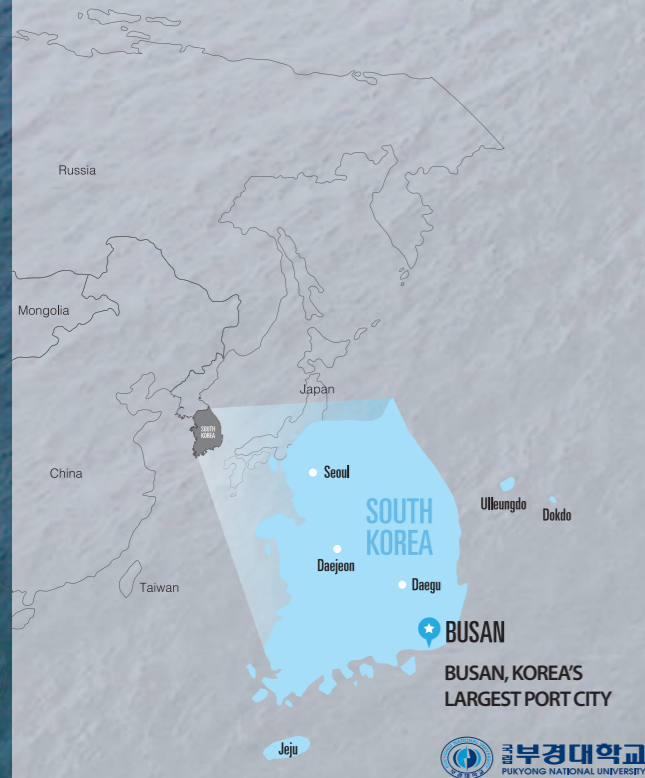 Russia
Mongolia
Japan
SOUTH
KOREA
China
Seoul
SOUTH
KOREA
Ulleungdo
Dokdo
Daejeon
Daegu
Taiwan
BUSAN
BUSAN, KOREA'S
LARGEST PORT CITY
Jeju
국립부경대학교
PUKYONG NATIONAL UNIVERSITY